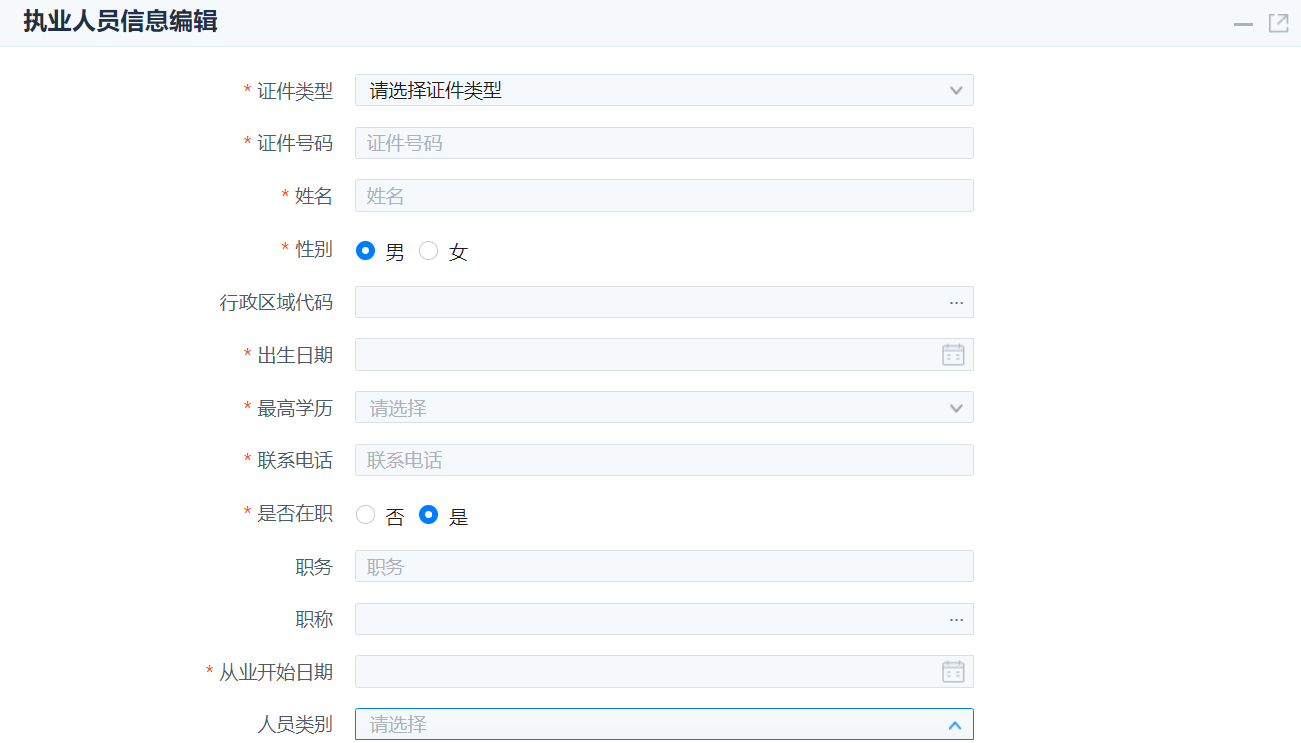 执业人员信息编辑
* 证件类型 请选择证件类型
* 证件号码 证件号码
* 姓名 姓名
* 性别 男 女
行政区域代码 ···
* 出生日期
* 最高学历 请选择
* 联系电话 联系电话
* 是否在职 否 是
职务 职务
职称 ···
* 从业开始日期
人员类别 请选择